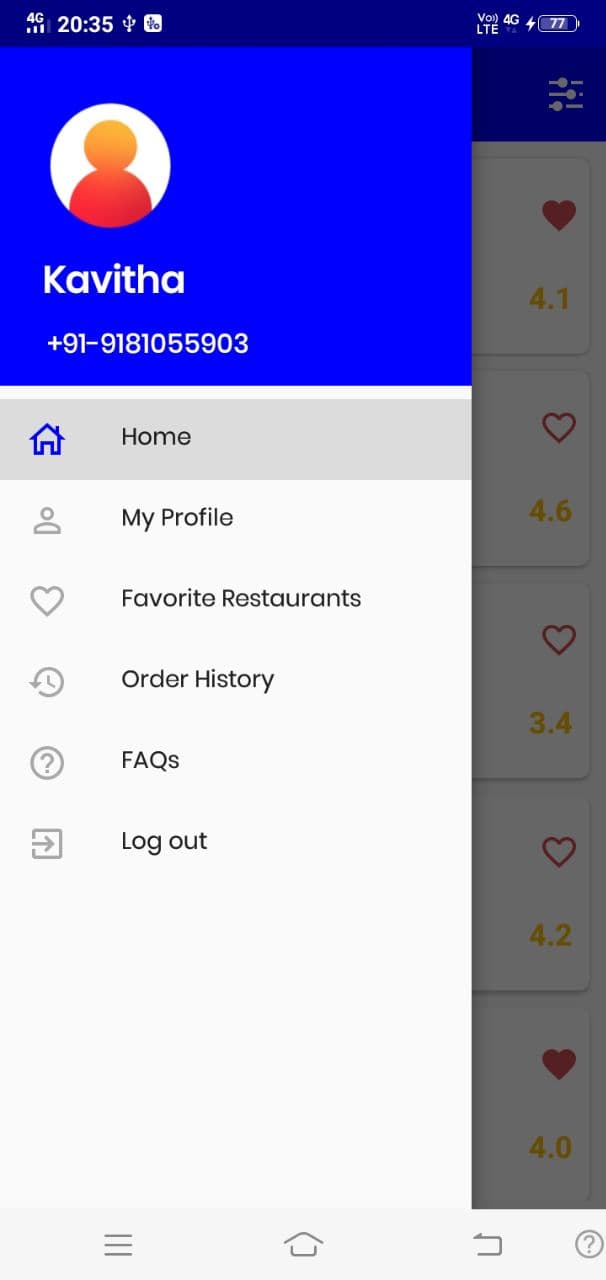 4G 20:35 Vo)) LTE 4G 77
Kavitha
+91-9181055903
Home
My Profile
Favorite Restaurants
Order History
FAQs
Log out
4.1
4.6
3.4
4.2
4.0